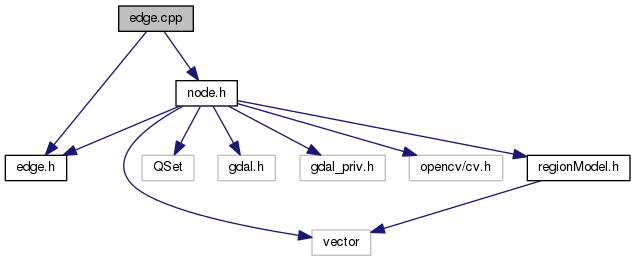 edge.cpp
node.h
edge.h
QSet
gdal.h
gdal_priv.h
opencv/cv.h
regionModel.h
vector